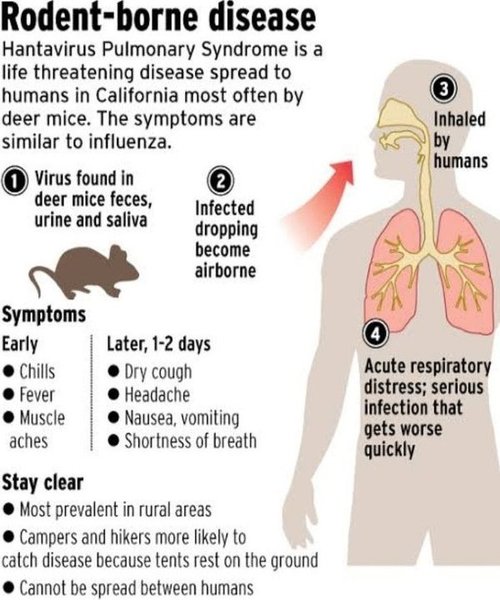 Rodent-borne disease
Hantavirus Pulmonary Syndrome is a
life threatening disease spread to
humans in California most often by
deer mice. The symptoms are
similar to influenza.
1 Virus found in
deer mice feces,
urine and saliva
2
Infected
dropping
become
airborne
3
Inhaled
by
humans
4
Acute respiratory
distress; serious
infection that
gets worse
quickly
Symptoms
Early
● Chills
● Fever
● Muscle
aches
Later, 1-2 days
● Dry cough
● Headache
● Nausea, vomiting
● Shortness of breath
Stay clear
● Most prevalent in rural areas
● Campers and hikers more likely to
catch disease because tents rest on the ground
● Cannot be spread between humans